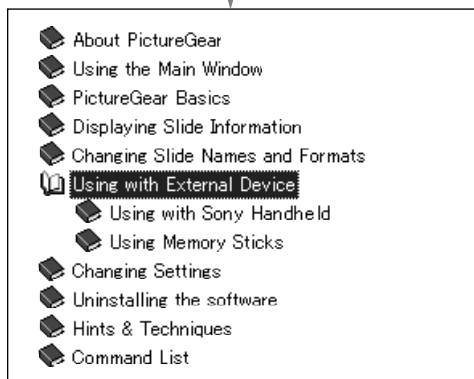 About PictureGear
Using the Main Window
PictureGear Basics
Displaying Slide Information
Changing Slide Names and Formats
Using with External Device
Using with Sony Handheld
Using Memory Sticks
Changing Settings
Uninstalling the software
Hints & Techniques
Command List